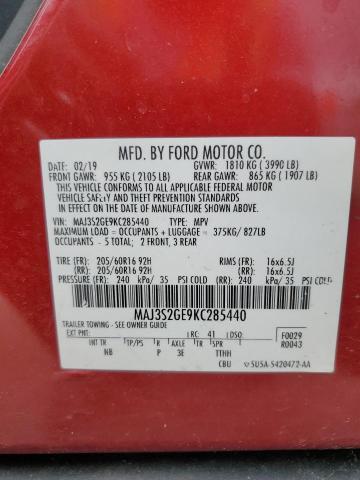 MFD. BY FORD MOTOR CO.
DATE: 02/19 GVWR: 1810 KG ( 3990 LB)
FRONT GAWR: 955 KG ( 2105 LB) REAR GAWR: 865 KG ( 1907 LB)
THIS VEHICLE CONFORMS TO ALL APPLICABLE FEDERAL MOTOR
VEHICLE SAFETY AND THEFT PREVENTION STANDARDS
IN EFFECT ON THE DATE OF MANUFACTURE SHOWN ABOVE.
VIN: MAJ3S2GE9KC285440 TYPE: MPV
MAXIMUM LOAD = OCCUPANTS + LUGGAGE = 375KG/ 827LB
OCCUPANTS - 5 TOTAL; 2 FRONT, 3 REAR
TIRE (FR): 205/60R16 92H RIMS (FR): 16x6.5J
(RR): 205/60R16 92H (RR): 16x6.5J
PRESSURE (FR): 240 kPa/ 35 PSI COLD (RR): 240 kPa/ 35 PSI COLD
MAJ3S2GE9KC285440
TRAILER TOWING - SEE OWNER GUIDE
EXT PNT: RC: 41 DSO: F0029
R0043
INT TR TP/PS R AXLE TR SPR
NB P 3E TTHH
CBU 5U5A-5420472-AA